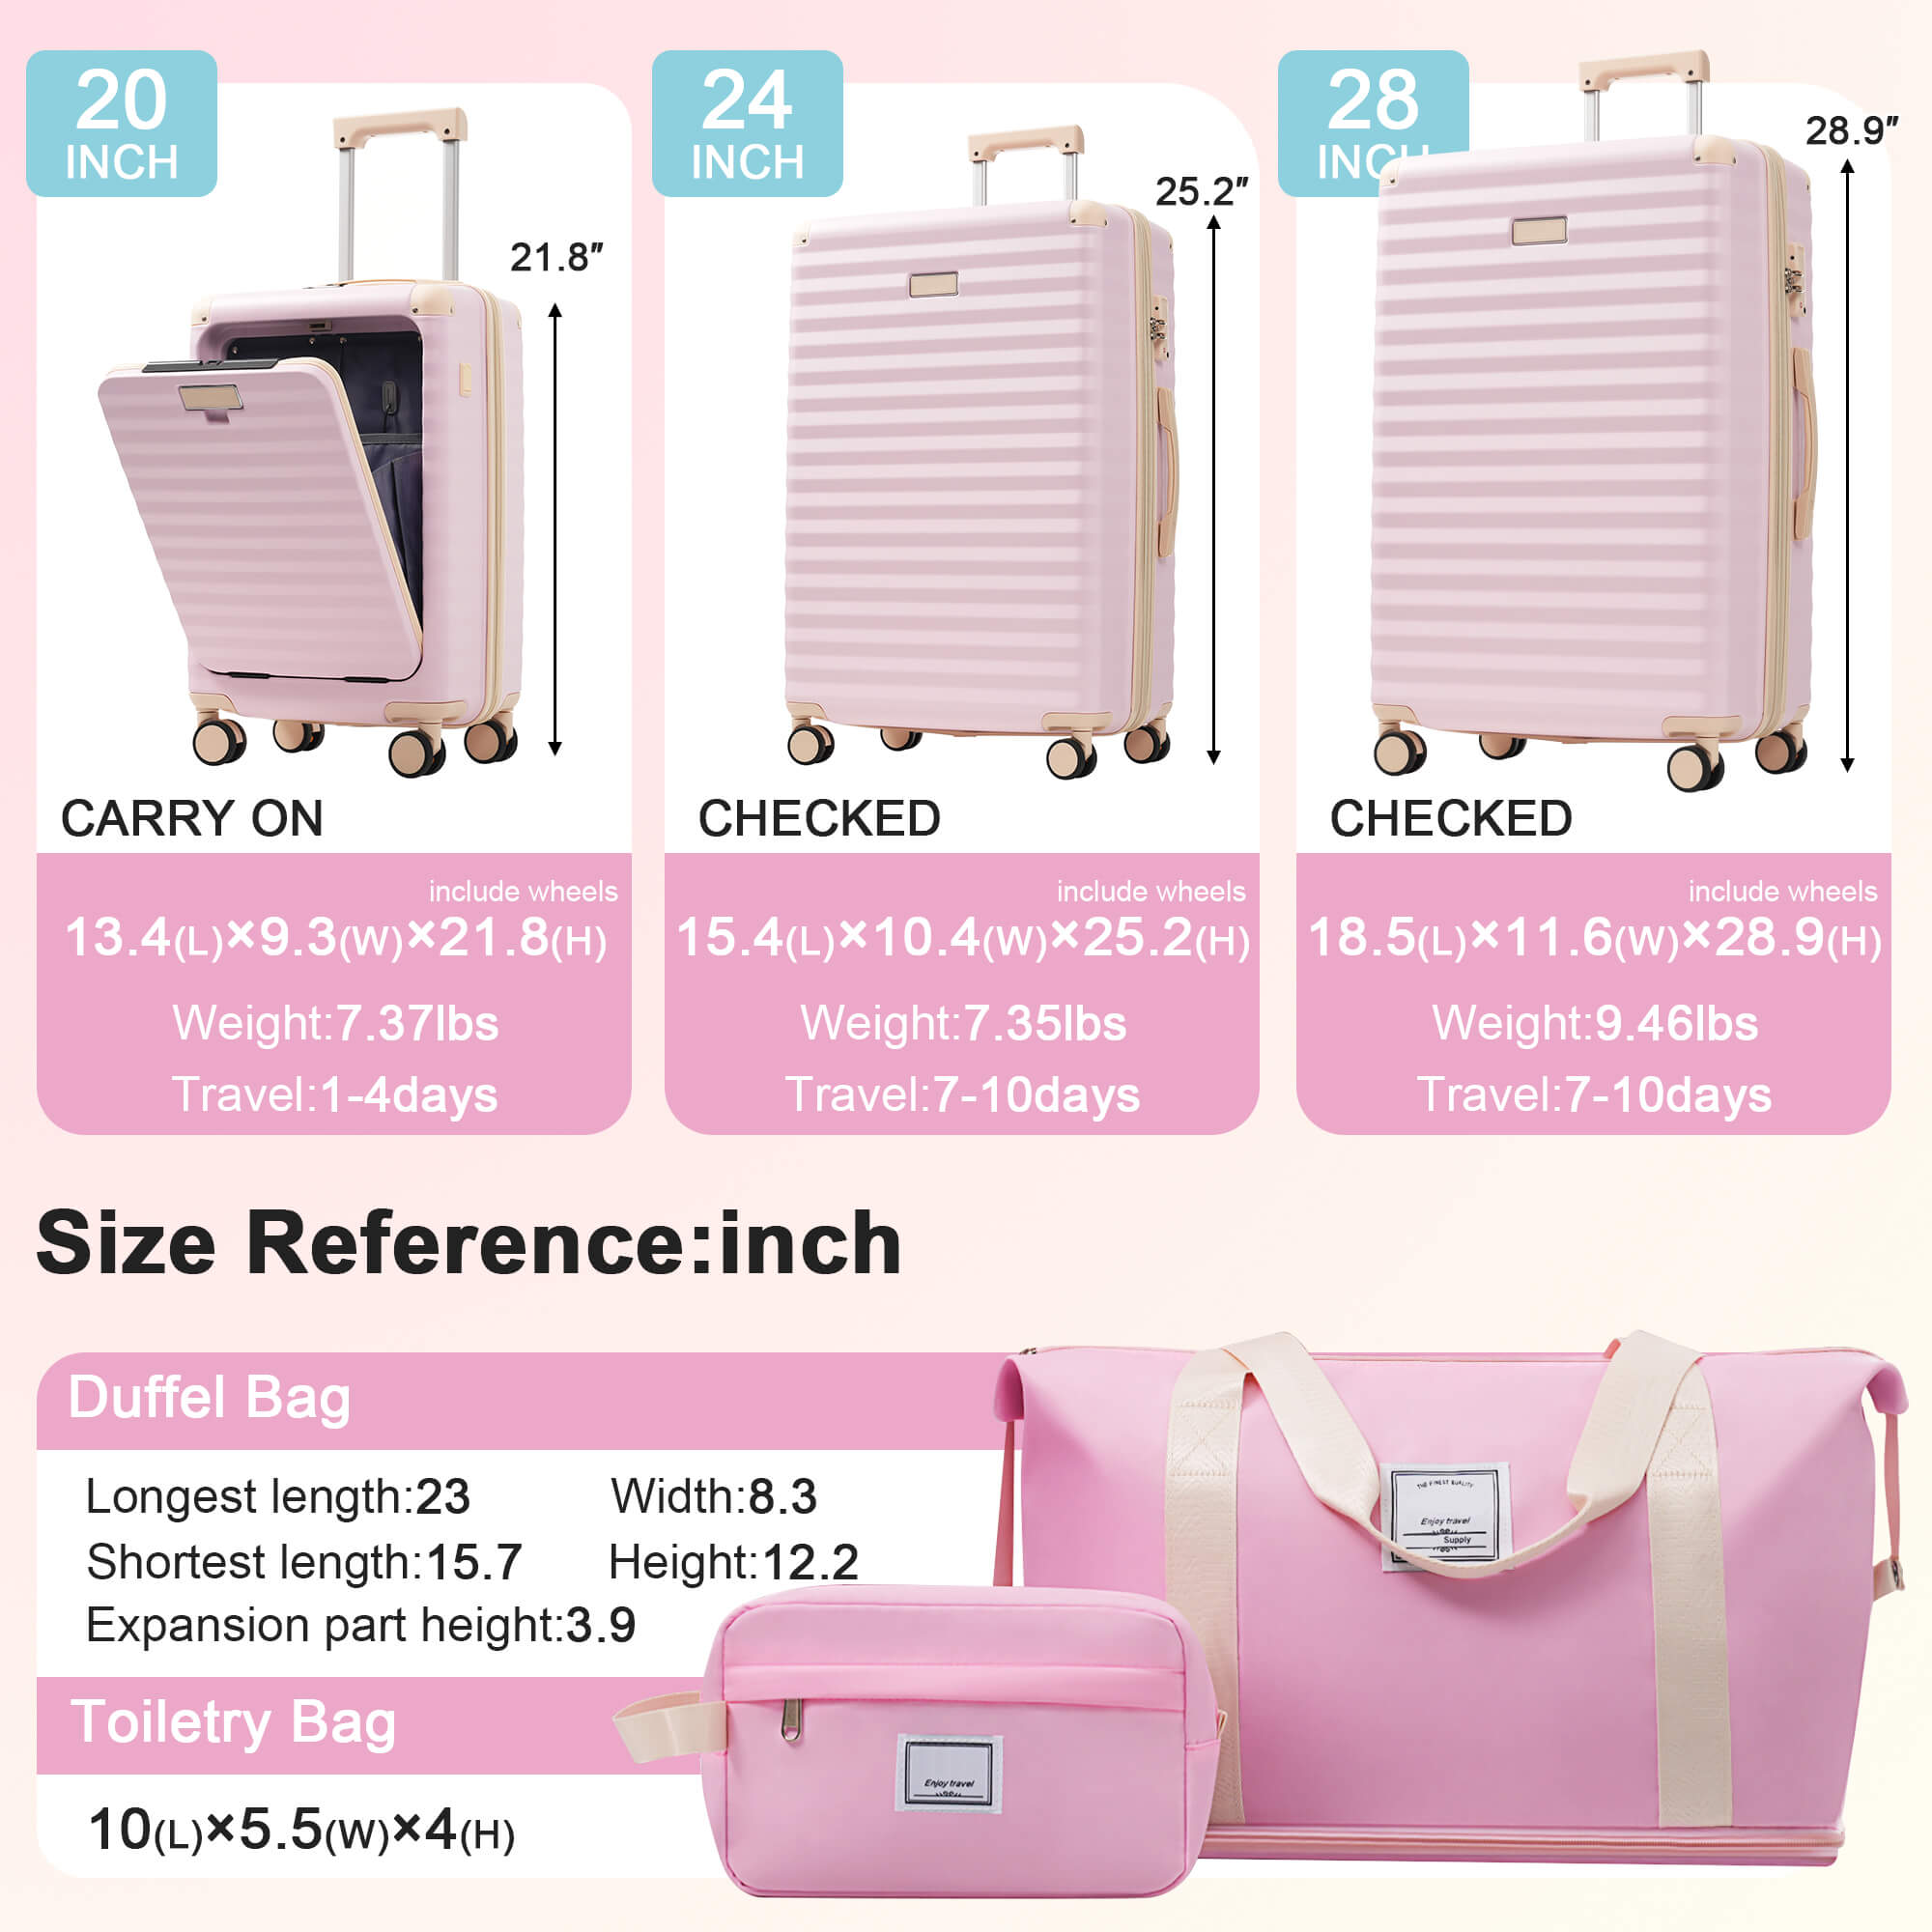 20
INCH
21.8″
CARRY ON
include wheels
13.4(L)×9.3(W)×21.8(H)
Weight:7.37lbs
Travel:1-4days
24
INCH
25.2″
CHECKED
include wheels
15.4(L)×10.4(W)×25.2(H)
Weight:7.35lbs
Travel:7-10days
28
INCH
28.9″
CHECKED
include wheels
18.5(L)×11.6(W)×28.9(H)
Weight:9.46lbs
Travel:7-10days
Size Reference:inch
Duffel Bag
Longest length:23 Width:8.3
Shortest length:15.7 Height:12.2
Expansion part height:3.9
THE FINEST QUALITY
Enjoy travel
Supply
Toiletry Bag
10(L)×5.5(W)×4(H)
Enjoy travel